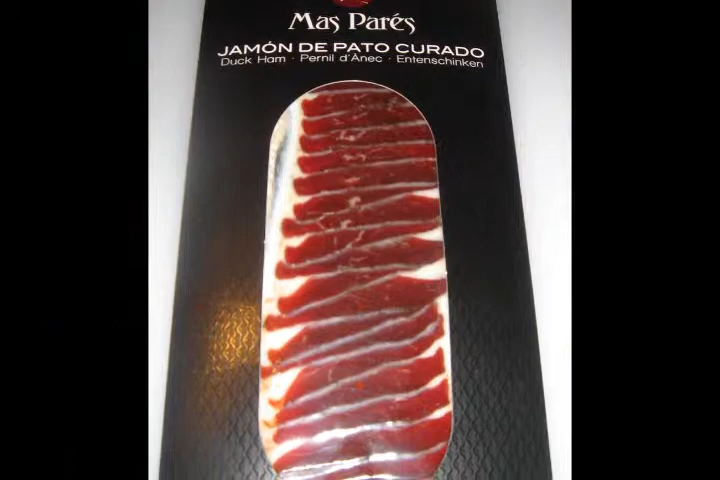 Mas Parés
JAMÓN DE PATO CURADO
Duck Ham · Pernil d'Ànec · Entenschinken